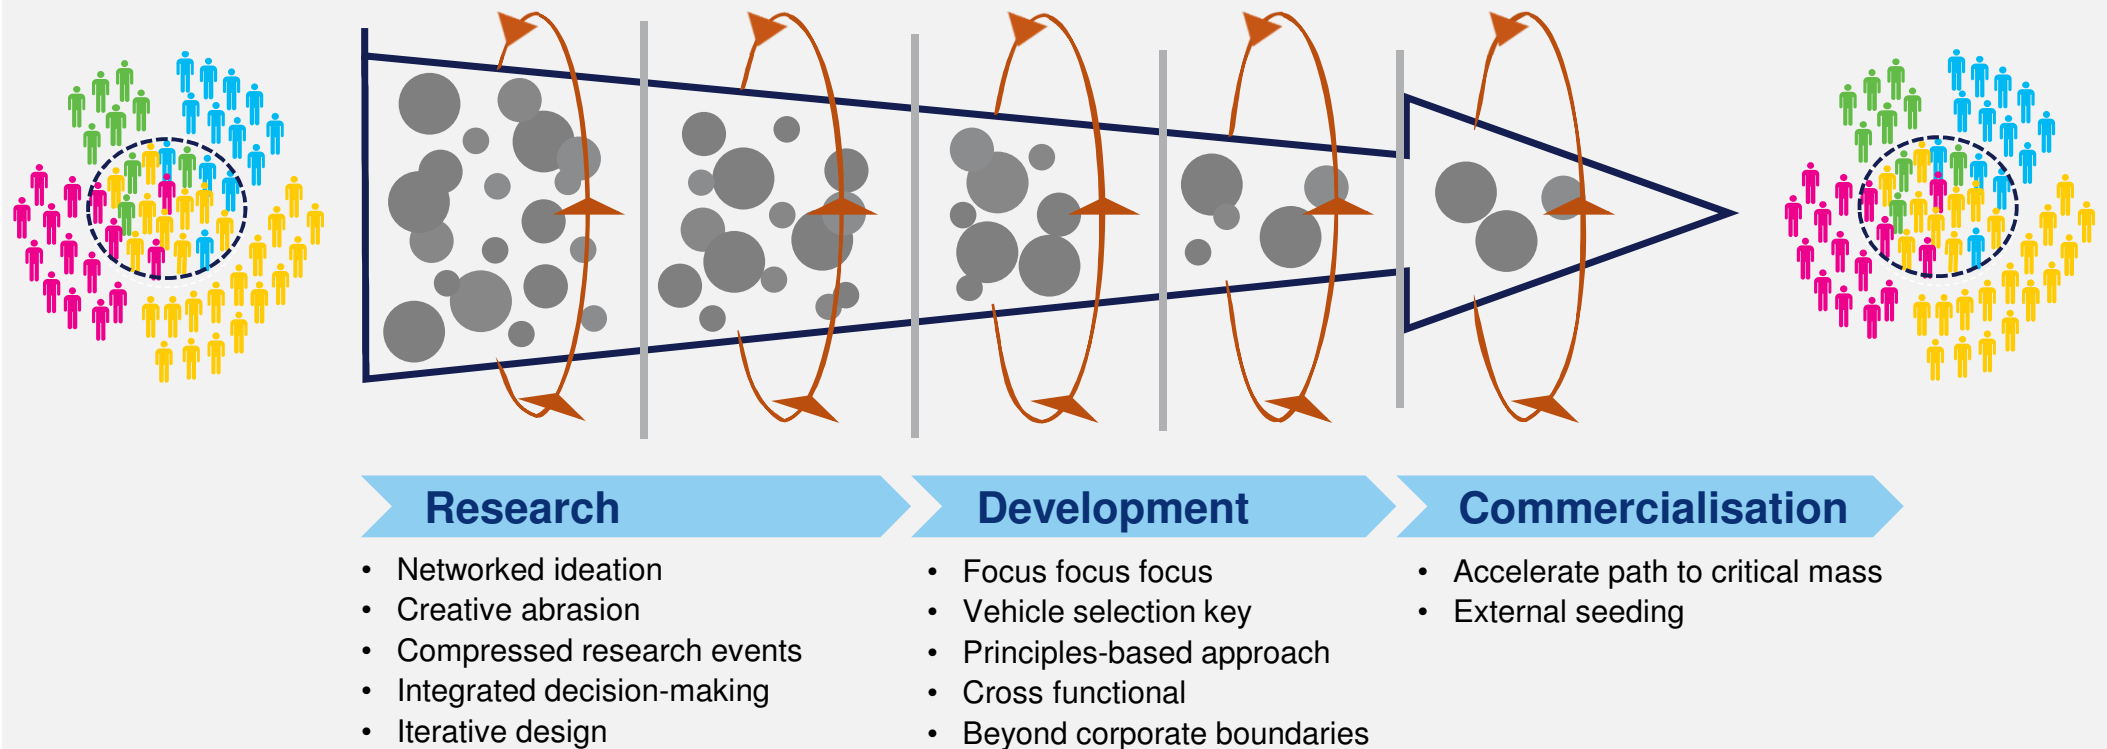 Research
• Networked ideation
• Creative abrasion
• Compressed research events
• Integrated decision-making
• Iterative design
Development
• Focus focus focus
• Vehicle selection key
• Principles-based approach
• Cross functional
• Beyond corporate boundaries
Commercialisation
• Accelerate path to critical mass
• External seeding